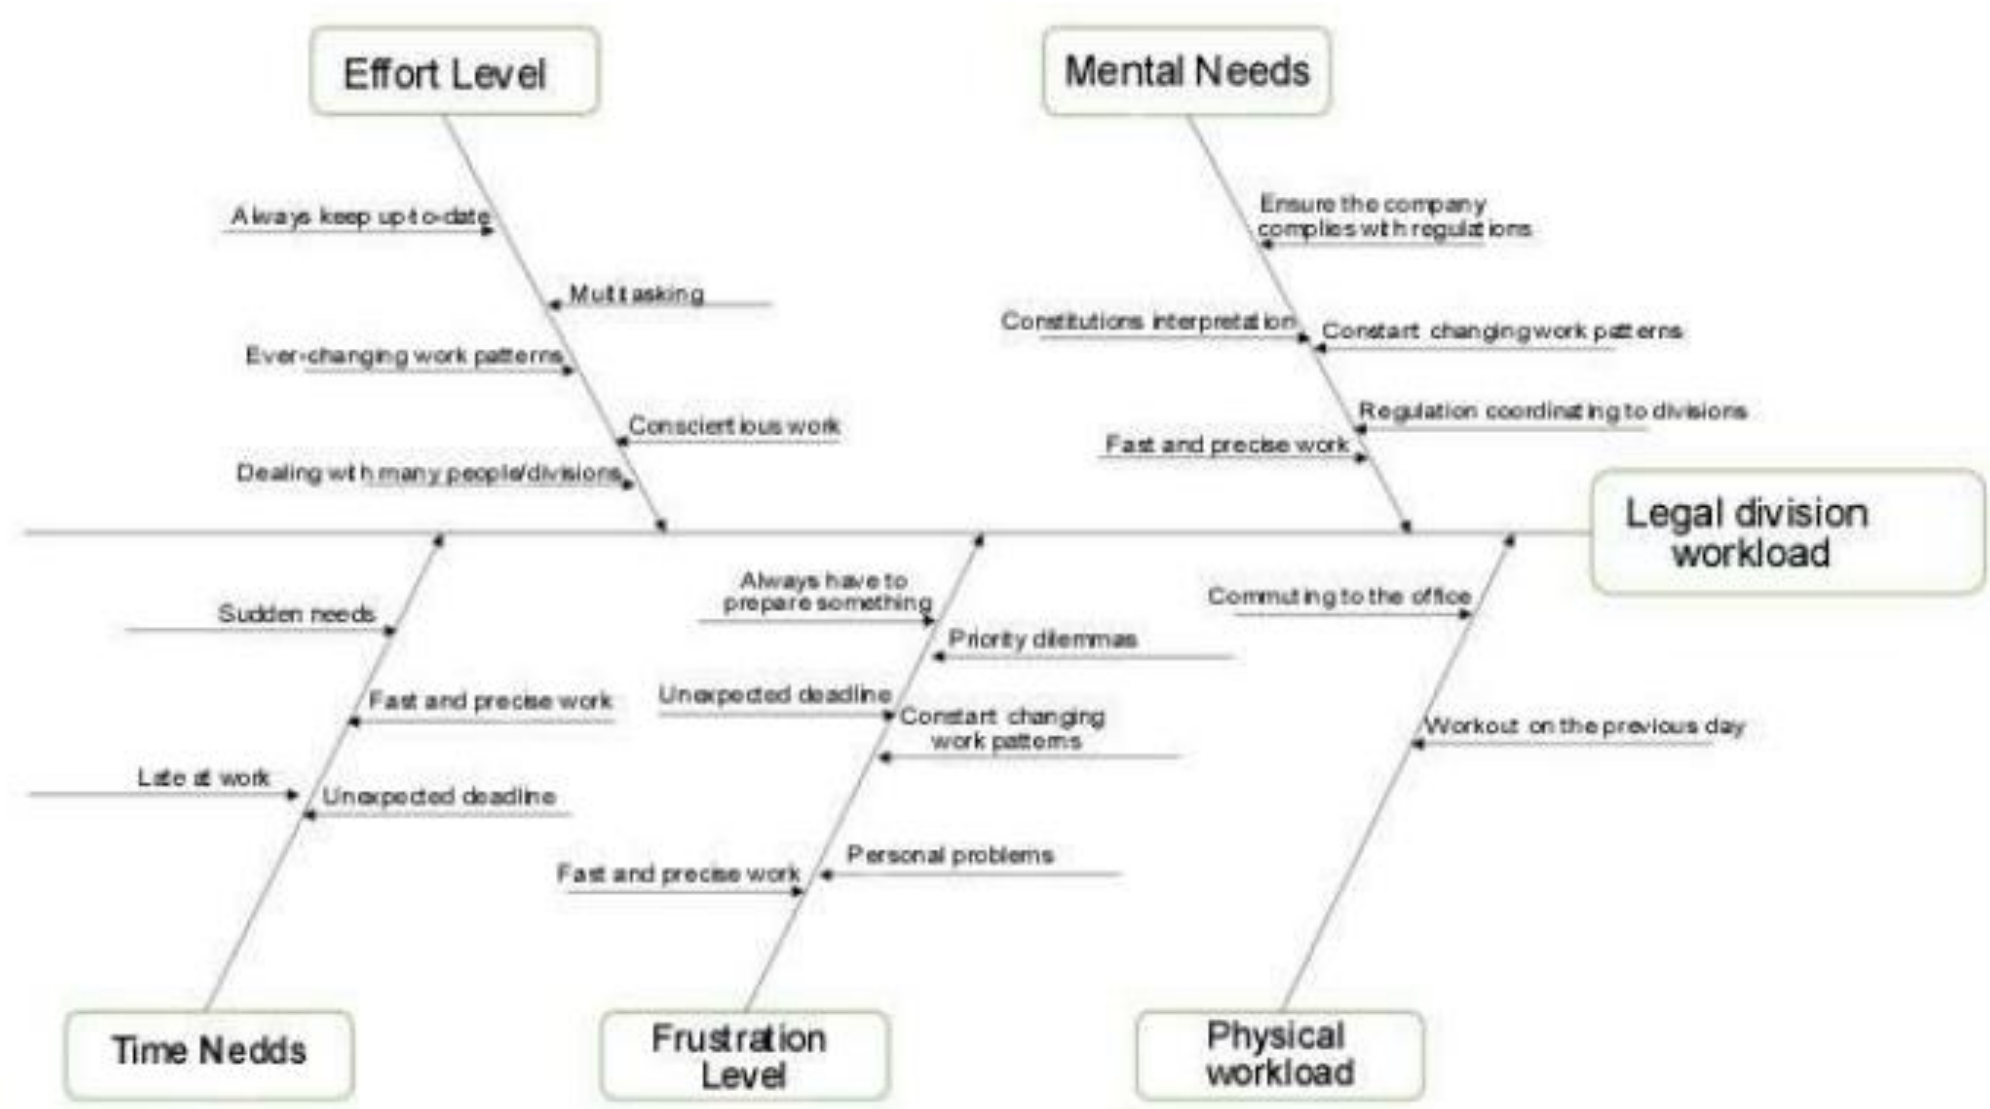 Effort Level
Mental Needs
Always keep up to-date
Multtasking
Ever-changing work patterns
Consciertious work
Dealing with many people/divisions
Ensure the company
complies with regulations
Constitutions interpretation
Constart changing work patterns
Regulation coordinating to divisions
Fast and precise work
Legal division
workload
Sudden needs
Fast and precise work
Late at work
Unexpected deadline
Always have to
prepare something
Priority dilemmas
Unexpected deadline
Constart changing
work patterns
Fast and precise work
Personal problems
Commuting to the office
Workout on the previous day
Time Nedds
Frustration
Level
Physical
workload